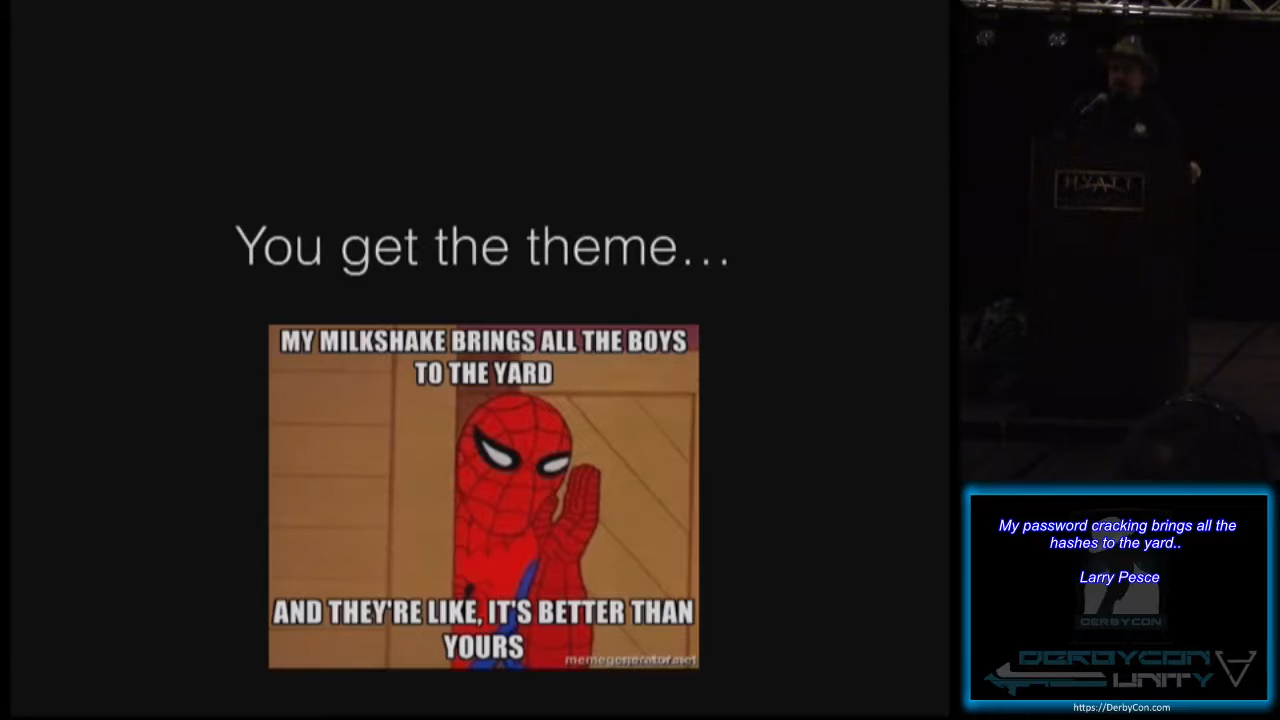 You get the theme...
MY MILKSHAKE BRINGS ALL THE BOYS
TO THE YARD
AND THEY'RE LIKE, IT'S BETTER THAN
YOURS
memegenerator.net
HYATT
My password cracking brings all the
hashes to the yard..
Larry Pesce
DERBYCON
DERBYCON
UNITY
https://DerbyCon.com